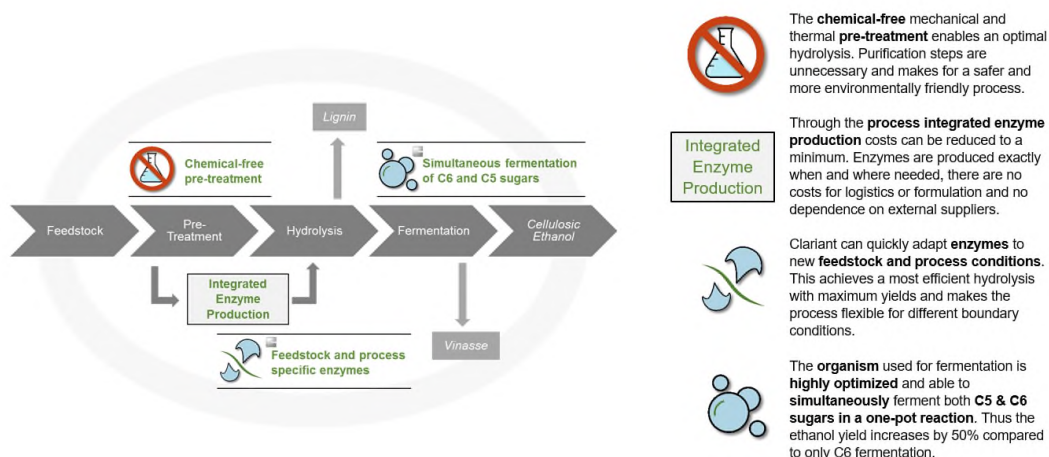 Lignin
Chemical-free
pre-treatment
Simultaneous fermentation
of C6 and C5 sugars
Feedstock
Pre-
Treatment
Hydrolysis
Fermentation
Cellulosic
Ethanol
Integrated
Enzyme
Production
Vinasse
Feedstock and process
specific enzymes
The chemical-free mechanical and
thermal pre-treatment enables an optimal
hydrolysis. Purification steps are
unnecessary and makes for a safer and
more environmentally friendly process.
Integrated
Enzyme
Production
Through the process integrated enzyme
production costs can be reduced to a
minimum. Enzymes are produced exactly
when and where needed, there are no
costs for logistics or formulation and no
dependence on external suppliers.
Clariant can quickly adapt enzymes to
new feedstock and process conditions.
This achieves a most efficient hydrolysis
with maximum yields and makes the
process flexible for different boundary
conditions.
The organism used for fermentation is
highly optimized and able to
simultaneously ferment both C5 & C6
sugars in a one-pot reaction. Thus the
ethanol yield increases by 50% compared
to only C6 fermentation.